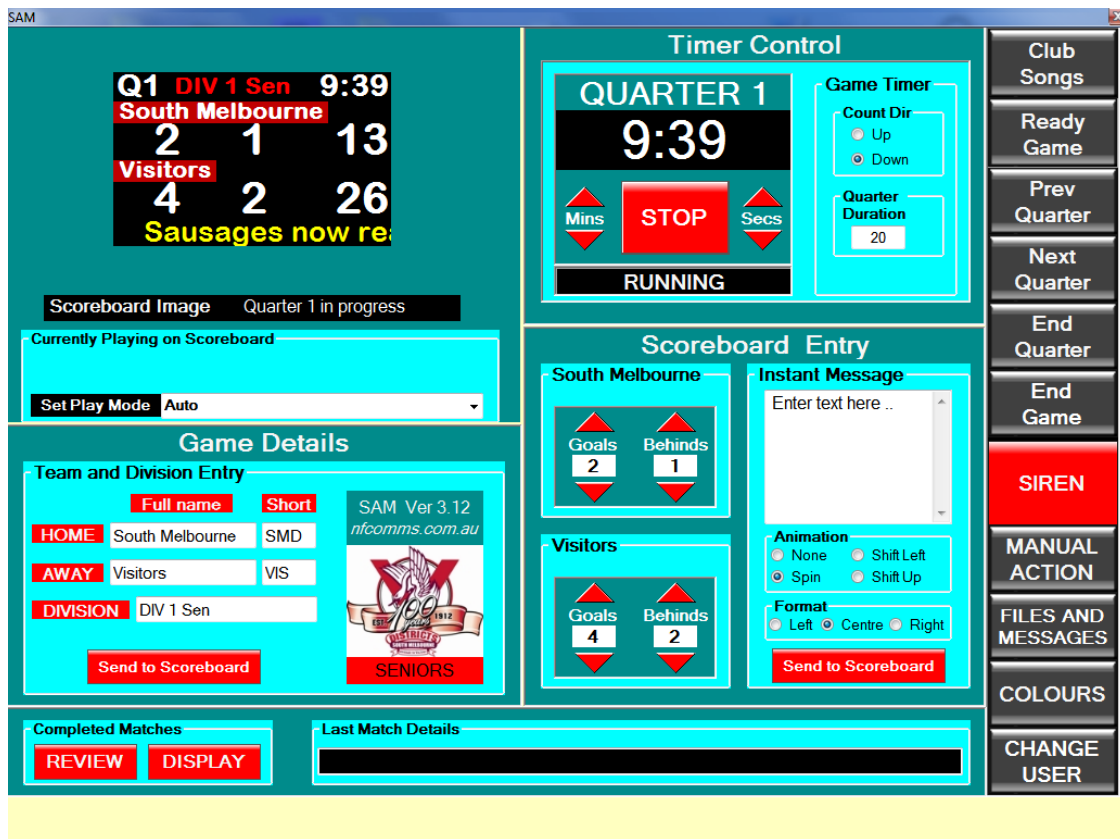 SAM
Q1 DIV 1 Sen 9:39
South Melbourne
2 1 13
Visitors
4 2 26
Sausages now rea
Scoreboard Image Quarter 1 in progress
Currently Playing on Scoreboard
Set Play Mode Auto
Game Details
Team and Division Entry
Full name Short
HOME South Melbourne SMD
AWAY Visitors VIS
DIVISION DIV 1 Sen
Send to Scoreboard
SAM Ver 3.12
nfcomms.com.au
100
years
EST 1912
DISTRICTS
SOUTH MELBOURNE
SENIORS
Completed Matches
REVIEW DISPLAY
Last Match Details
Timer Control
QUARTER 1
9:39
Mins STOP Secs
RUNNING
Game Timer
Count Dir
Up
Down
Quarter
Duration
20
Scoreboard Entry
South Melbourne
Goals Behinds
2 1
Visitors
Goals Behinds
4 2
Instant Message
Enter text here ..
Animation
None Shift Left
Spin Shift Up
Format
Left Centre Right
Send to Scoreboard
Club
Songs
Ready
Game
Prev
Quarter
Next
Quarter
End
Quarter
End
Game
SIREN
MANUAL
ACTION
FILES AND
MESSAGES
COLOURS
CHANGE
USER